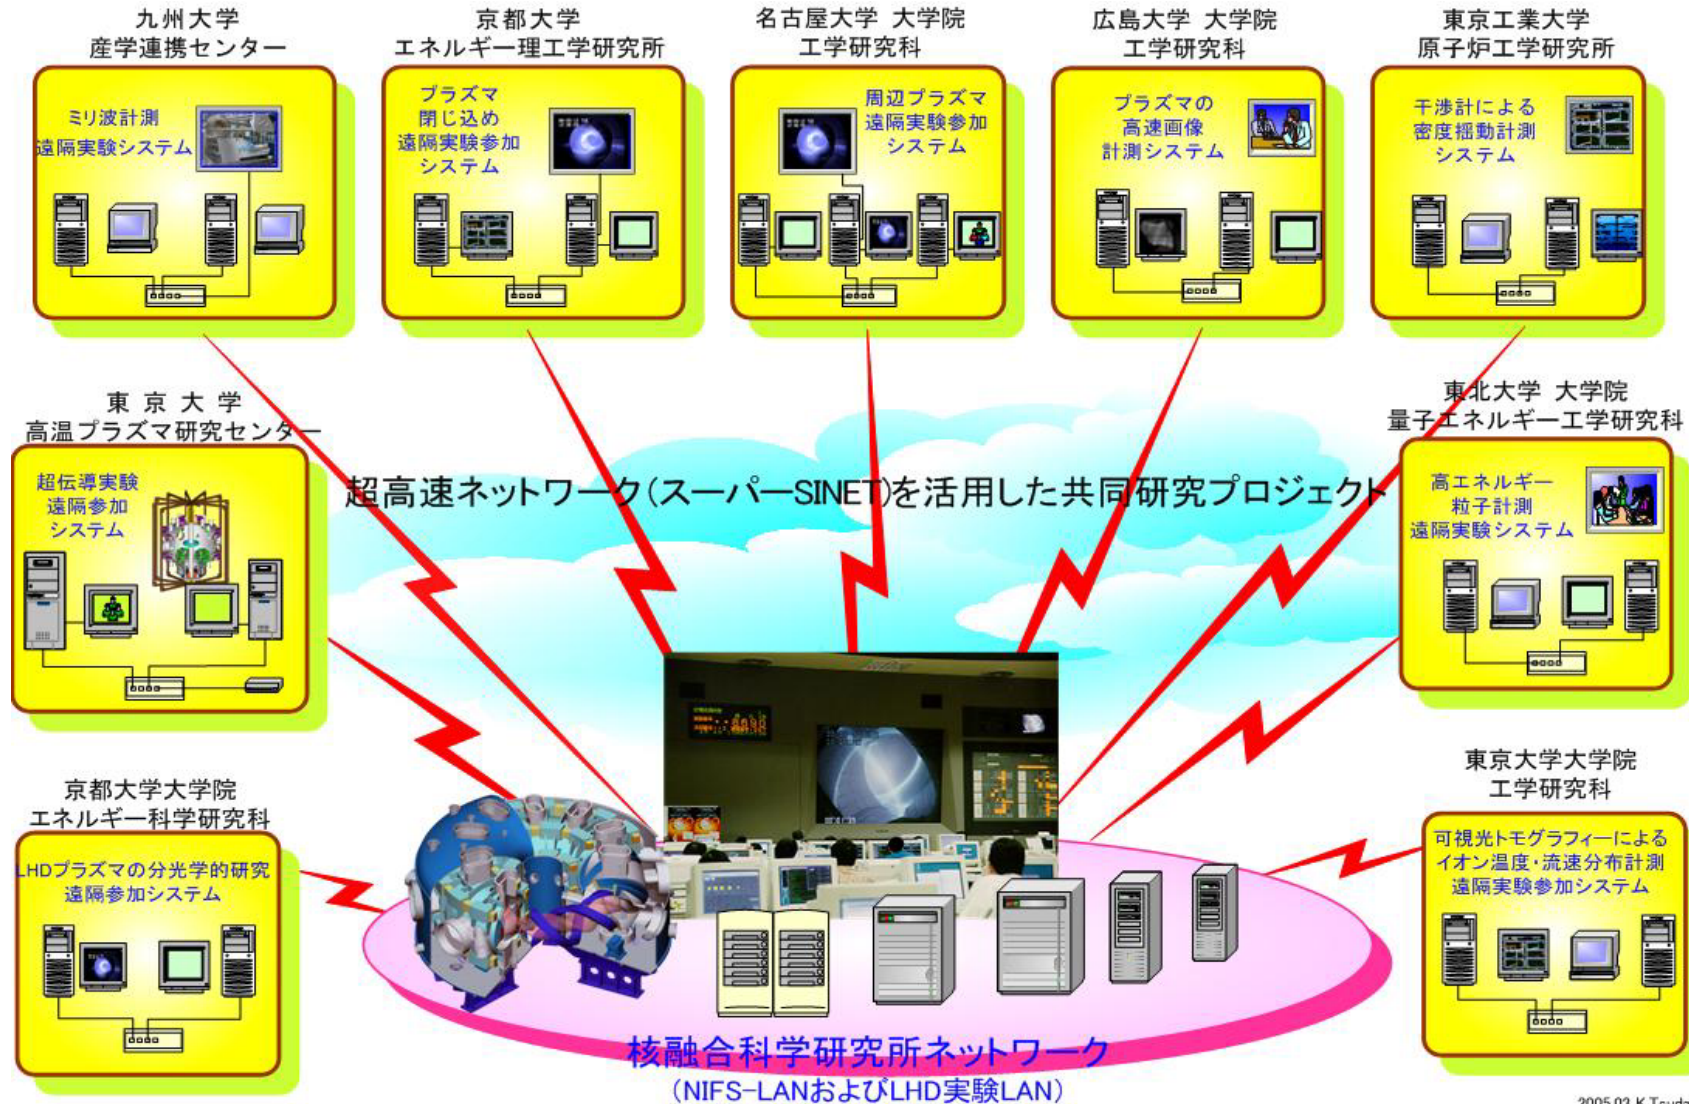 九州大学
産学連携センター
ミリ波計測
遠隔実験システム
京都大学
エネルギー理工学研究所
プラズマ
閉じ込め
遠隔実験参加
システム
名古屋大学 大学院
工学研究科
周辺プラズマ
遠隔実験参加
システム
広島大学 大学院
工学研究科
プラズマの
高速画像
計測システム
東京工業大学
原子炉工学研究所
干渉計による
密度揺動計測
システム
東京大学
高温プラズマ研究センター
超伝導実験
遠隔参加
システム
超高速ネットワーク(スーパーSINET)を活用した共同研究プロジェクト
東北大学 大学院
量子エネルギー工学研究科
高エネルギー
粒子計測
遠隔実験システム
京都大学大学院
エネルギー科学研究科
LHDプラズマの分光学的研究
遠隔参加システム
東京大学大学院
工学研究科
可視光トモグラフィーによる
イオン温度・流速分布計測
遠隔実験参加システム
核融合科学研究所ネットワーク
(NIFS-LANおよびLHD実験LAN)
2005.02 K.Tsuda